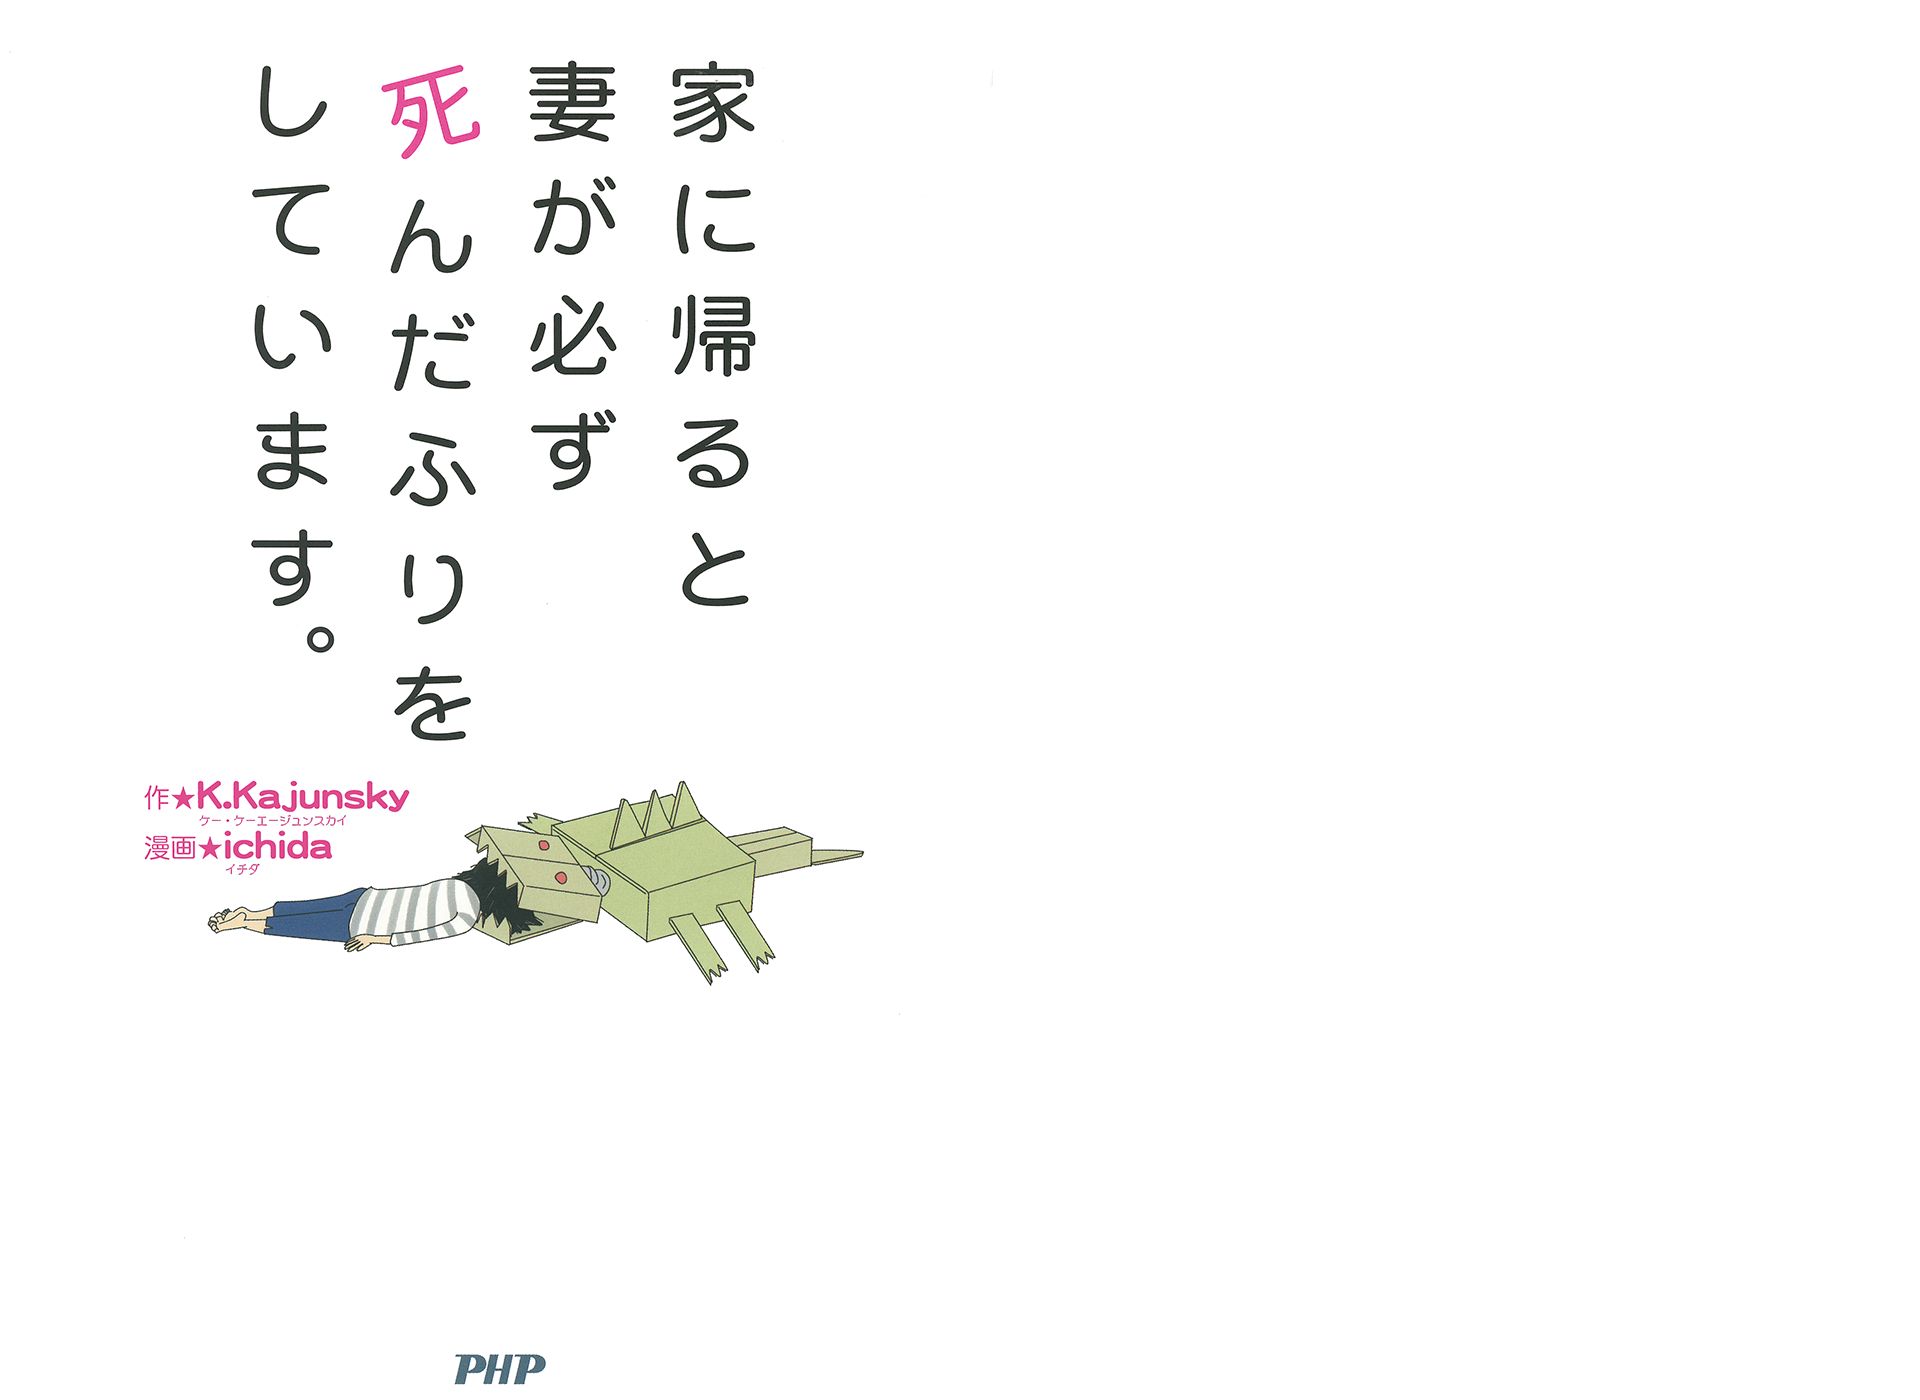 家に帰ると
妻が必ず
死んだふりを
しています。
作★K.Kajunsky
ケー・ケーエージュンスカイ
漫画★ichida
イチダ
PHP